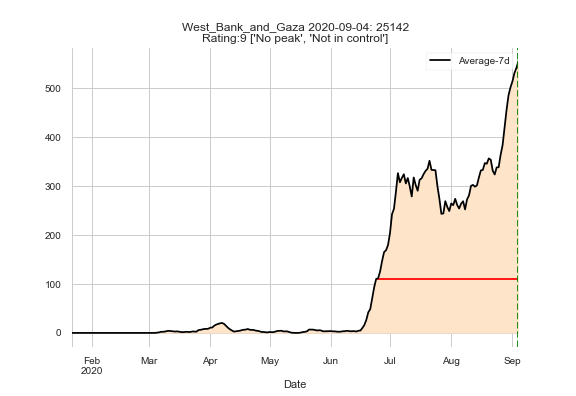 West_Bank_and_Gaza 2020-09-04: 25142
Rating:9 ['No peak', 'Not in control']
Average-7d
500
400
300
200
100
0
Feb Mar Apr May Jun Jul Aug Sep
2020
Date